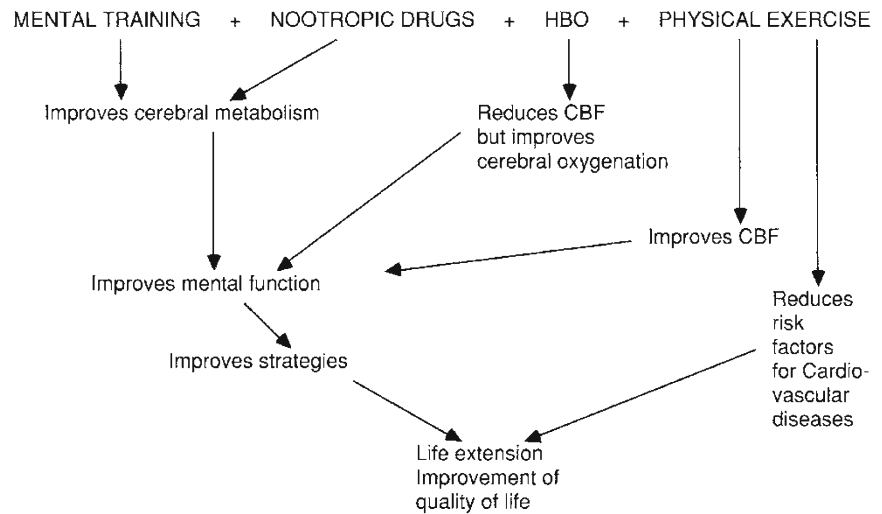 MENTAL TRAINING + NOOTROPIC DRUGS + HBO + PHYSICAL EXERCISE
Improves cerebral metabolism
Reduces CBF
but improves
cerebral oxygenation
Improves CBF
Improves mental function
Reduces
risk
factors
for Cardio-
vascular
diseases
Improves strategies
Life extension
Improvement of
quality of life